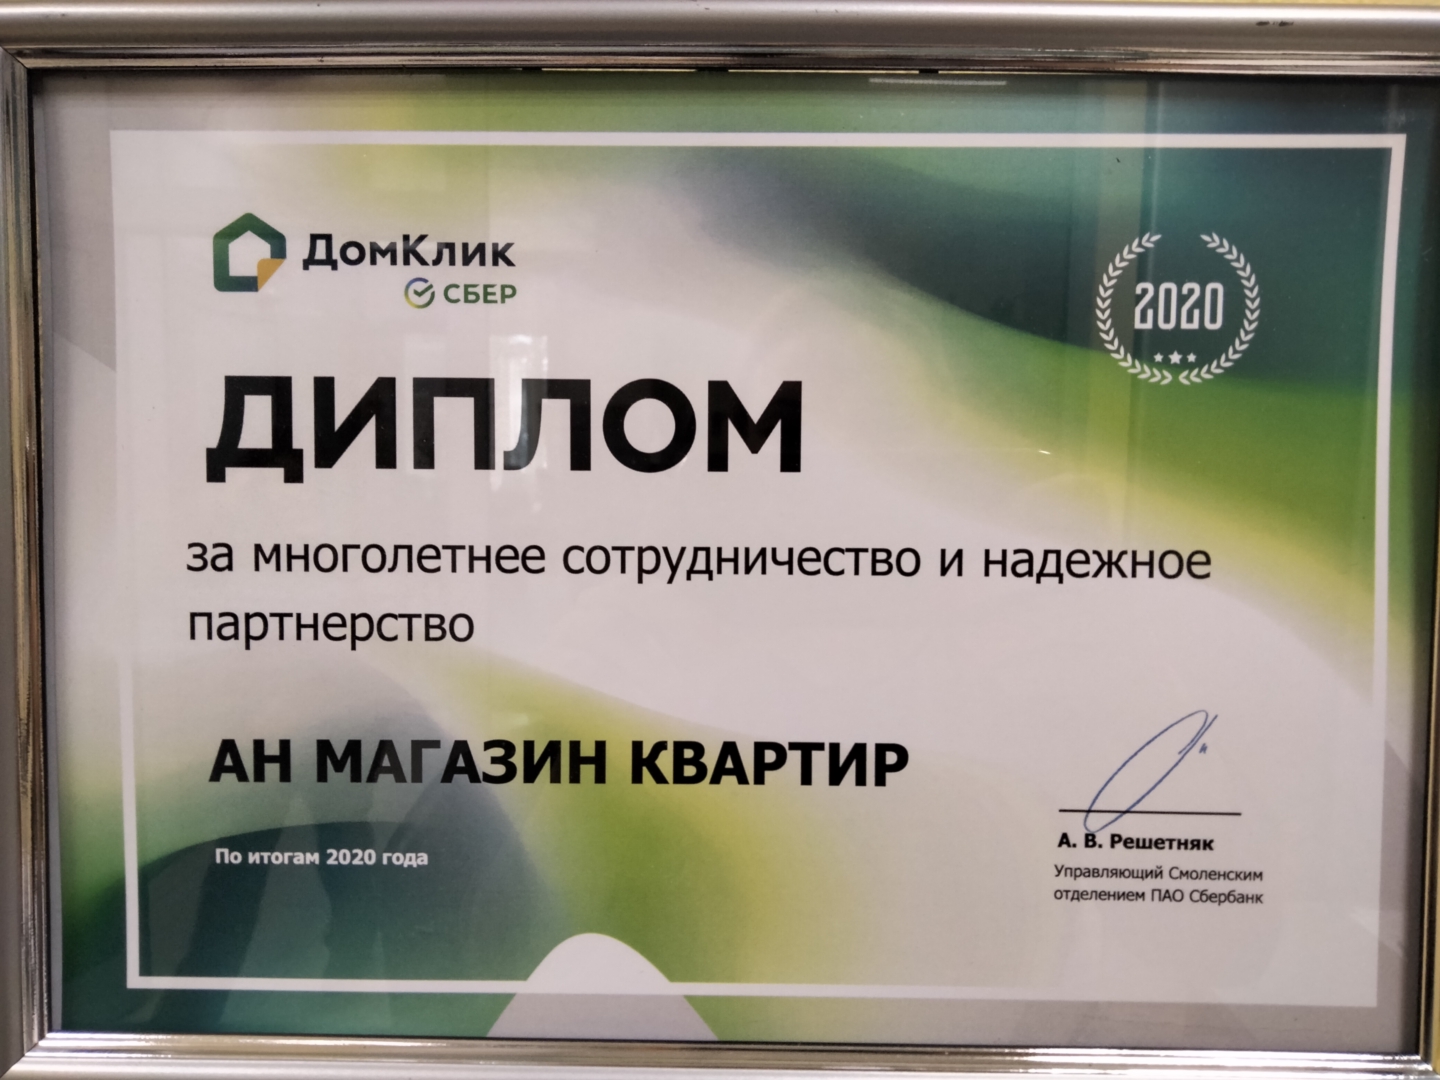 ДомКлик
СБЕР
2020
ДИПЛОМ
за многолетнее сотрудничество и надежное
партнерство
АН МАГАЗИН КВАРТИР
По итогам 2020 года
А. В. Решетняк
Управляющий Смоленским
отделением ПАО Сбербанк